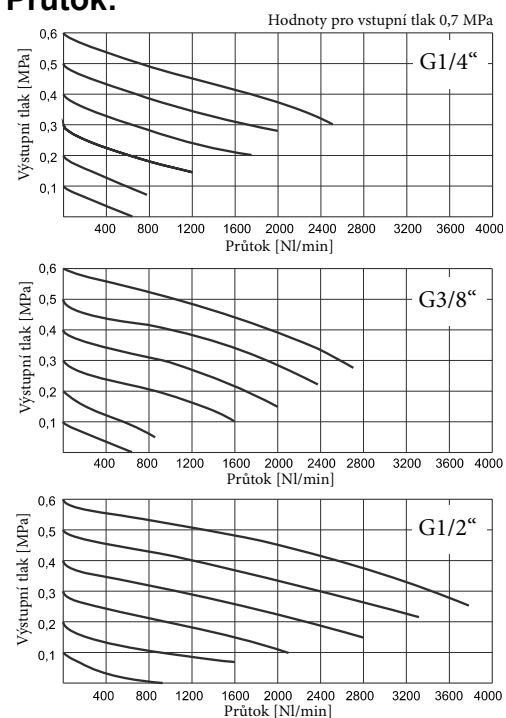 Průtok:
Hodnoty pro vstupní tlak 0,7 MPa
G1/4“
Výstupní tlak [MPa]
0,6
0,5
0,4
0,3
0,2
0,1
400 800 1200 1600 2000 2400 2800 3200 3600 4000
Průtok [Nl/min]
G3/8“
Výstupní tlak [MPa]
0,6
0,5
0,4
0,3
0,2
0,1
400 800 1200 1600 2000 2400 2800 3200 3600 4000
Průtok [Nl/min]
G1/2“
Výstupní tlak [MPa]
0,6
0,5
0,4
0,3
0,2
0,1
400 800 1200 1600 2000 2400 2800 3200 3600 4000
Průtok [Nl/min]